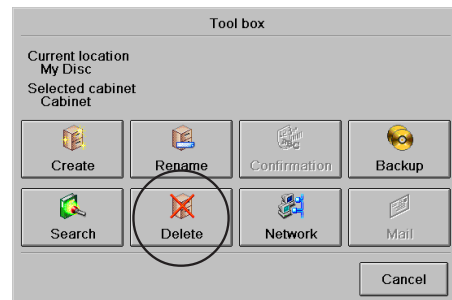 Tool box
Current location
My Disc
Selected cabinet
Cabinet
Create Rename Confirmation Backup
Search Delete Network Mail
Cancel